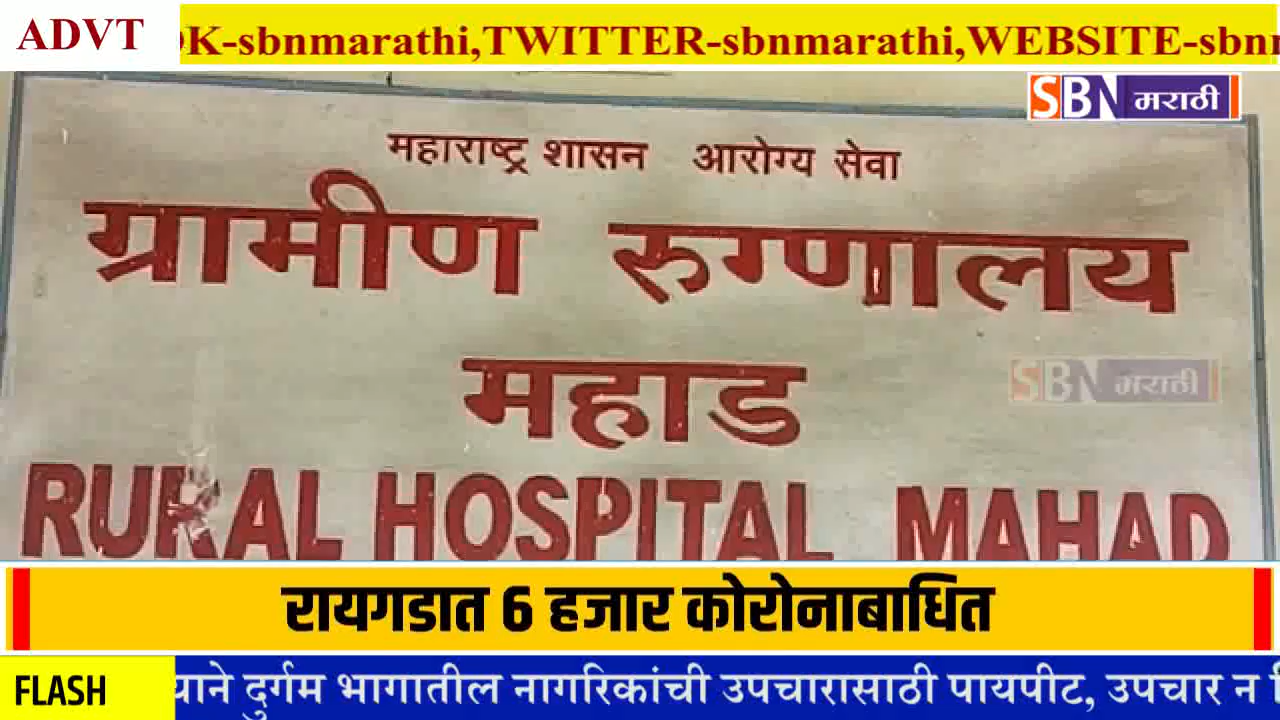 ADVT
OK-sbnmarathi,TWITTER-sbnmarathi,WEBSITE-sbn
SBN मराठी
महाराष्ट्र शासन आरोग्य सेवा
ग्रामीण रुग्णालय
महाड
SBN मराठी
RURAL HOSPITAL MAHAD
रायगडात 6 हजार कोरोनाबाधित
FLASH
याने दुर्गम भागातील नागरिकांची उपचारासाठी पायपीट, उपचार न